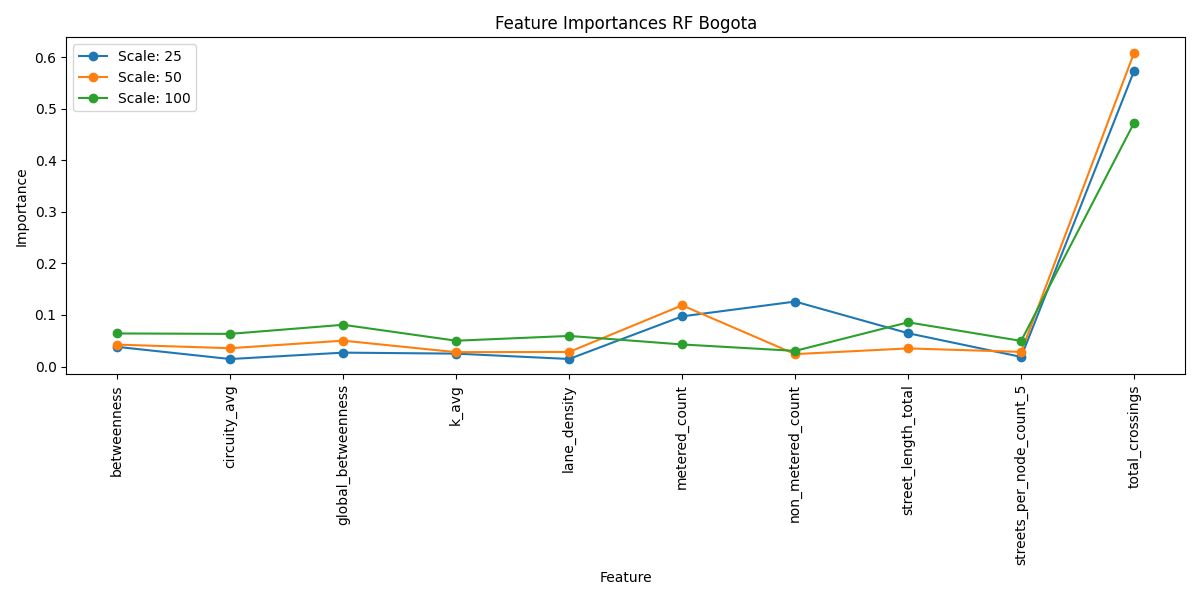 Feature Importances RF Bogota
Scale: 25
Scale: 50
Scale: 100
Importance
0.6
0.5
0.4
0.3
0.2
0.1
0.0
betweenness
circuity_avg
global_betweenness
k_avg
lane_density
metered_count
non_metered_count
street_length_total
streets_per_node_count_5
total_crossings
Feature